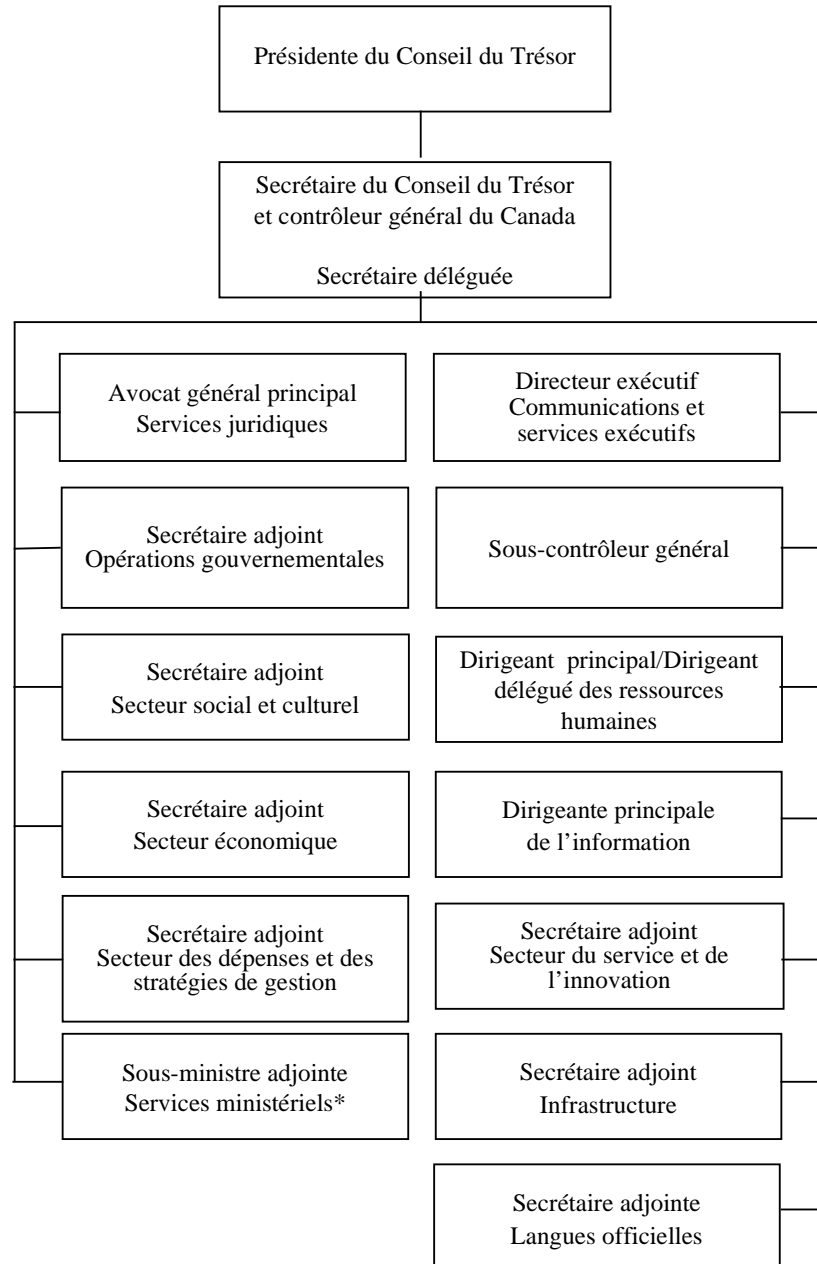 Présidente du Conseil du Trésor
Secrétaire du Conseil du Trésor
et contrôleur général du Canada
Secrétaire déléguée
Avocat général principal
Services juridiques
Directeur exécutif
Communications et
services exécutifs
Secrétaire adjoint
Opérations gouvernementales
Sous-contrôleur général
Secrétaire adjoint
Secteur social et culturel
Dirigeant principal/Dirigeant
délégué des ressources
humaines
Secrétaire adjoint
Secteur économique
Dirigeante principale
de l’information
Secrétaire adjoint
Secteur des dépenses et des
stratégies de gestion
Secrétaire adjoint
Secteur du service et de
l’innovation
Sous-ministre adjointe
Services ministériels*
Secrétaire adjoint
Infrastructure
Secrétaire adjointe
Langues officielles